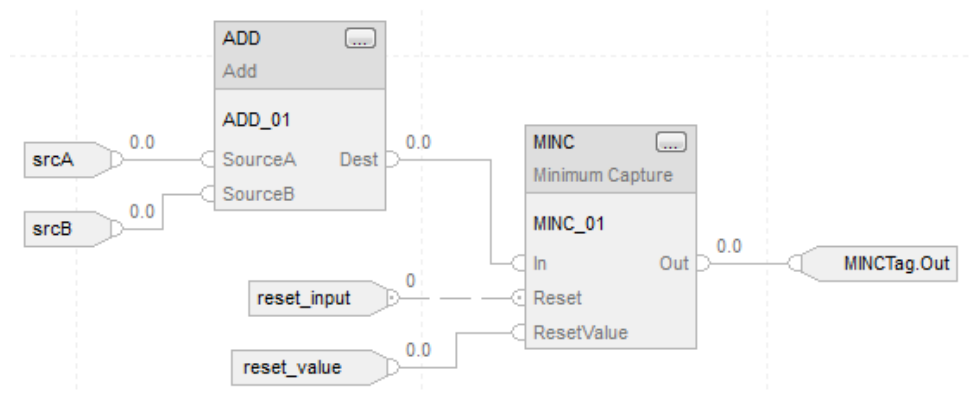 ADD
...
Add
ADD_01
srcA
0.0
SourceA
Dest
0.0
srcB
0.0
SourceB
MINC
...
Minimum Capture
MINC_01
In
Out
0.0
MINCTag.Out
reset_input
0
Reset
reset_value
0.0
ResetValue